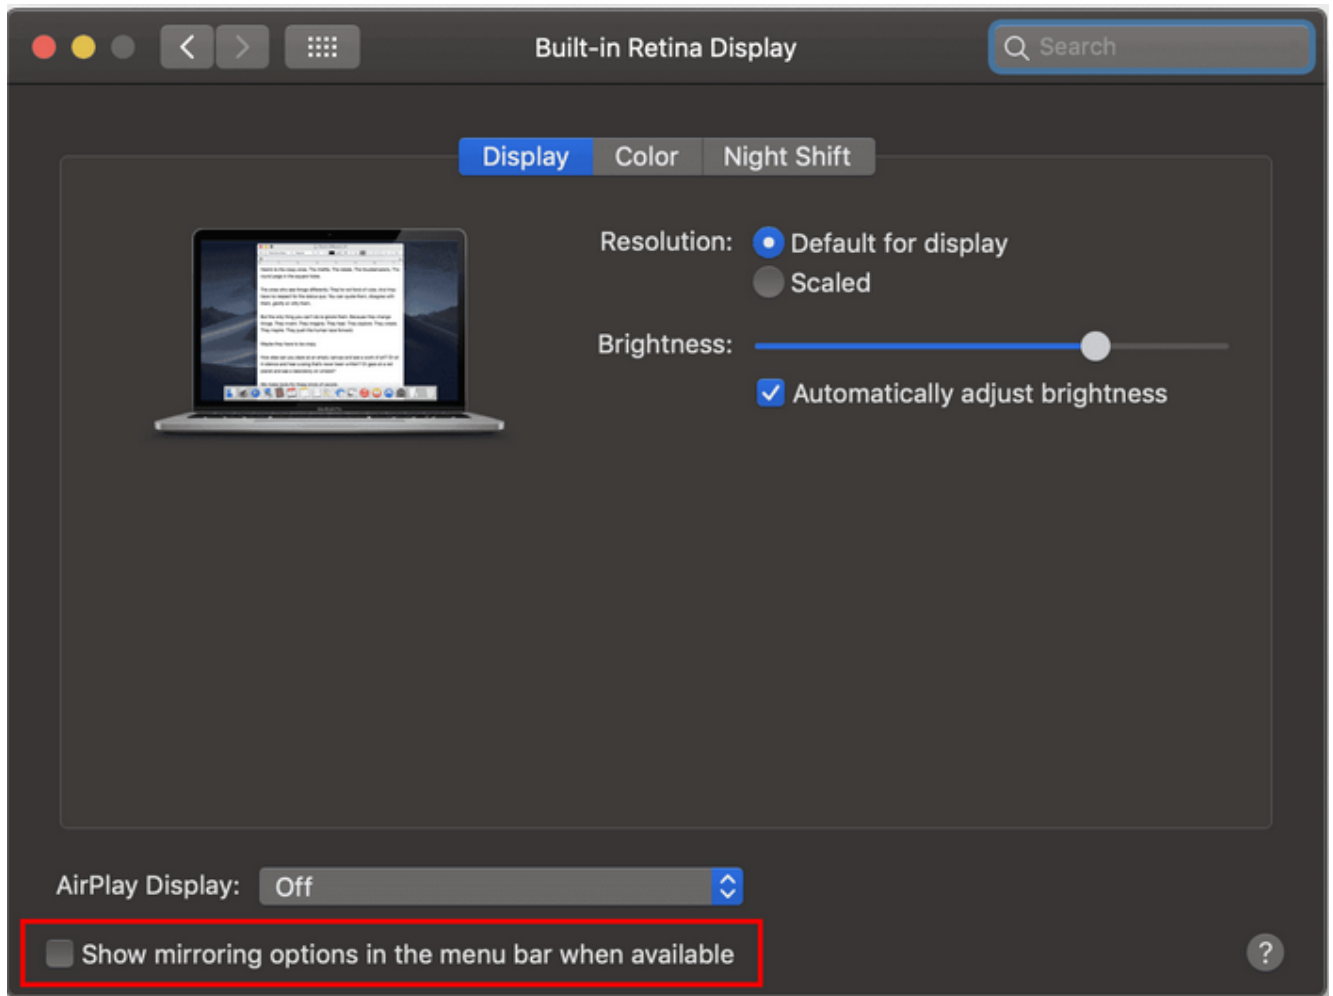 Built-in Retina Display
Search
Display Color Night Shift
Resolution: Default for display
Scaled
Brightness:
Automatically adjust brightness
AirPlay Display: Off
Show mirroring options in the menu bar when available
?